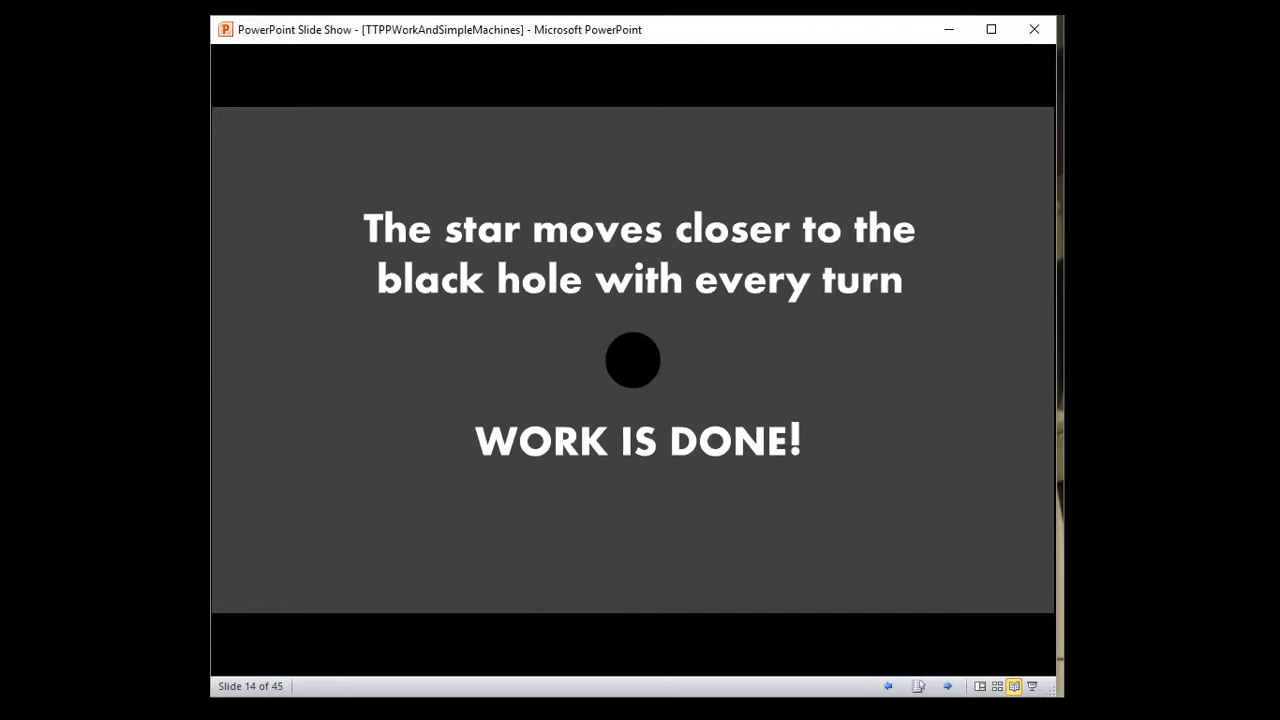 PowerPoint Slide Show - [TTPPWorkAndSimpleMachines] - Microsoft PowerPoint
The star moves closer to the
black hole with every turn
WORK IS DONE!
Slide 14 of 45